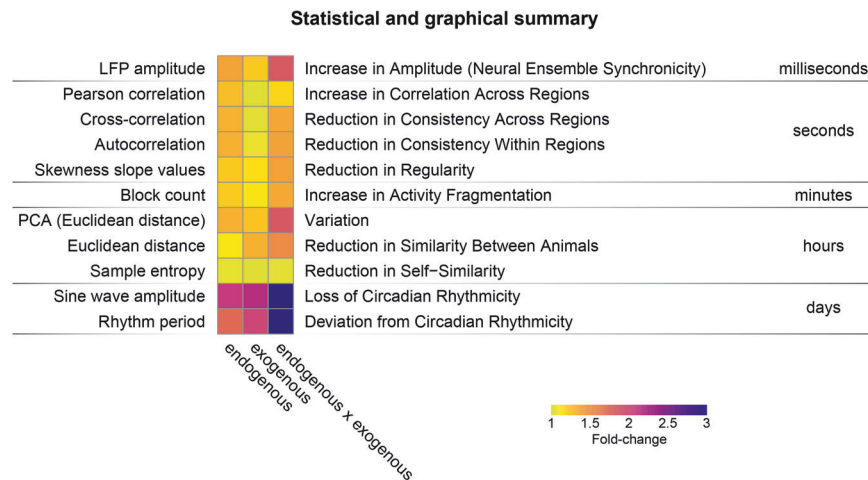 Statistical and graphical summary
LFP amplitude Increase in Amplitude (Neural Ensemble Synchronicity) milliseconds
Pearson correlation Increase in Correlation Across Regions
Cross-correlation Reduction in Consistency Across Regions
seconds
Autocorrelation Reduction in Consistency Within Regions
Skewness slope values Reduction in Regularity
Block count Increase in Activity Fragmentation minutes
PCA (Euclidean distance) Variation
Euclidean distance Reduction in Similarity Between Animals hours
Sample entropy Reduction in Self-Similarity
Sine wave amplitude Loss of Circadian Rhythmicity
days
Rhythm period Deviation from Circadian Rhythmicity
endogenous
exogenous
endogenous x exogenous
1 1.5 2 2.5 3
Fold-change